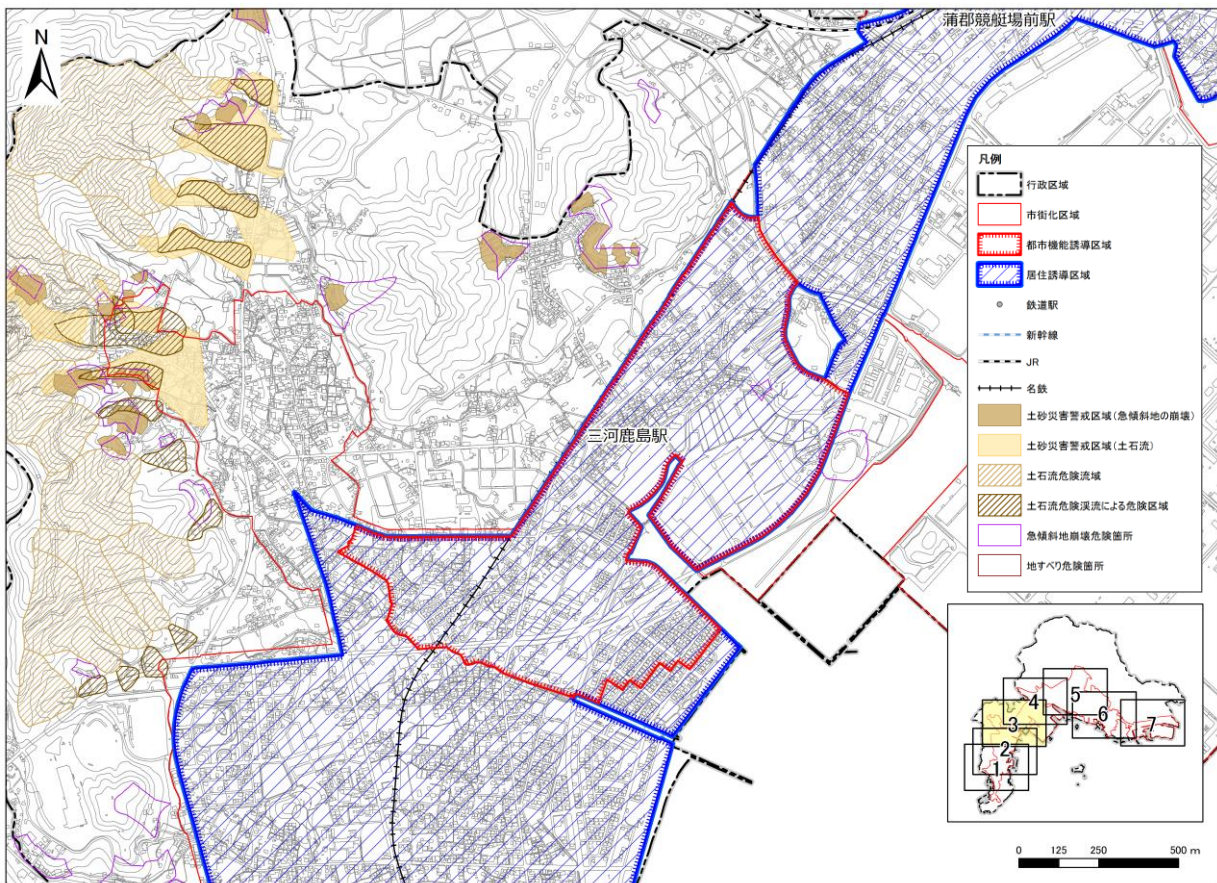 蒲郡競艇場前駅
N
凡例
行政区域
市街化区域
都市機能誘導区域
居住誘導区域
鉄道駅
新幹線
JR
名鉄
土砂災害警戒区域(急傾斜地の崩壊)
土砂災害警戒区域(土石流)
土石流危険流域
土石流危険渓流による危険区域
急傾斜地崩壊危険箇所
地すべり危険箇所
三河鹿島駅
5
4
6
7
3
2
1
0 125 250 500 m